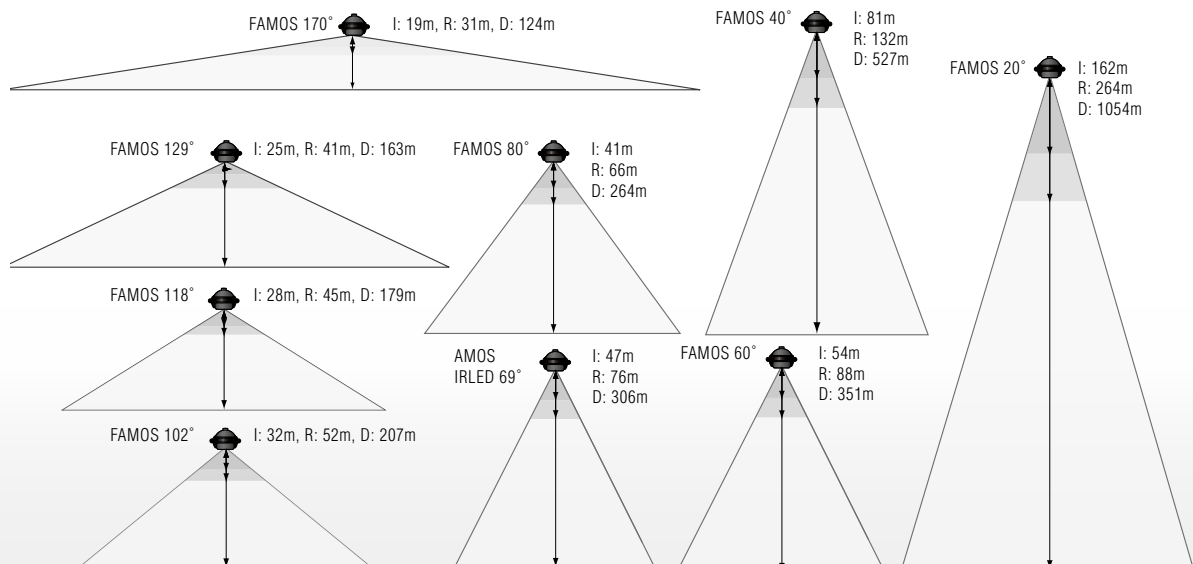 FAMOS 170° I: 19m, R: 31m, D: 124m
FAMOS 129° I: 25m, R: 41m, D: 163m
FAMOS 118° I: 28m, R: 45m, D: 179m
FAMOS 102° I: 32m, R: 52m, D: 207m
FAMOS 80° I: 41m
R: 66m
D: 264m
AMOS I: 47m
IRLED 69° R: 76m
D: 306m
FAMOS 40° I: 81m
R: 132m
D: 527m
FAMOS 60° I: 54m
R: 88m
D: 351m
FAMOS 20° I: 162m
R: 264m
D: 1054m